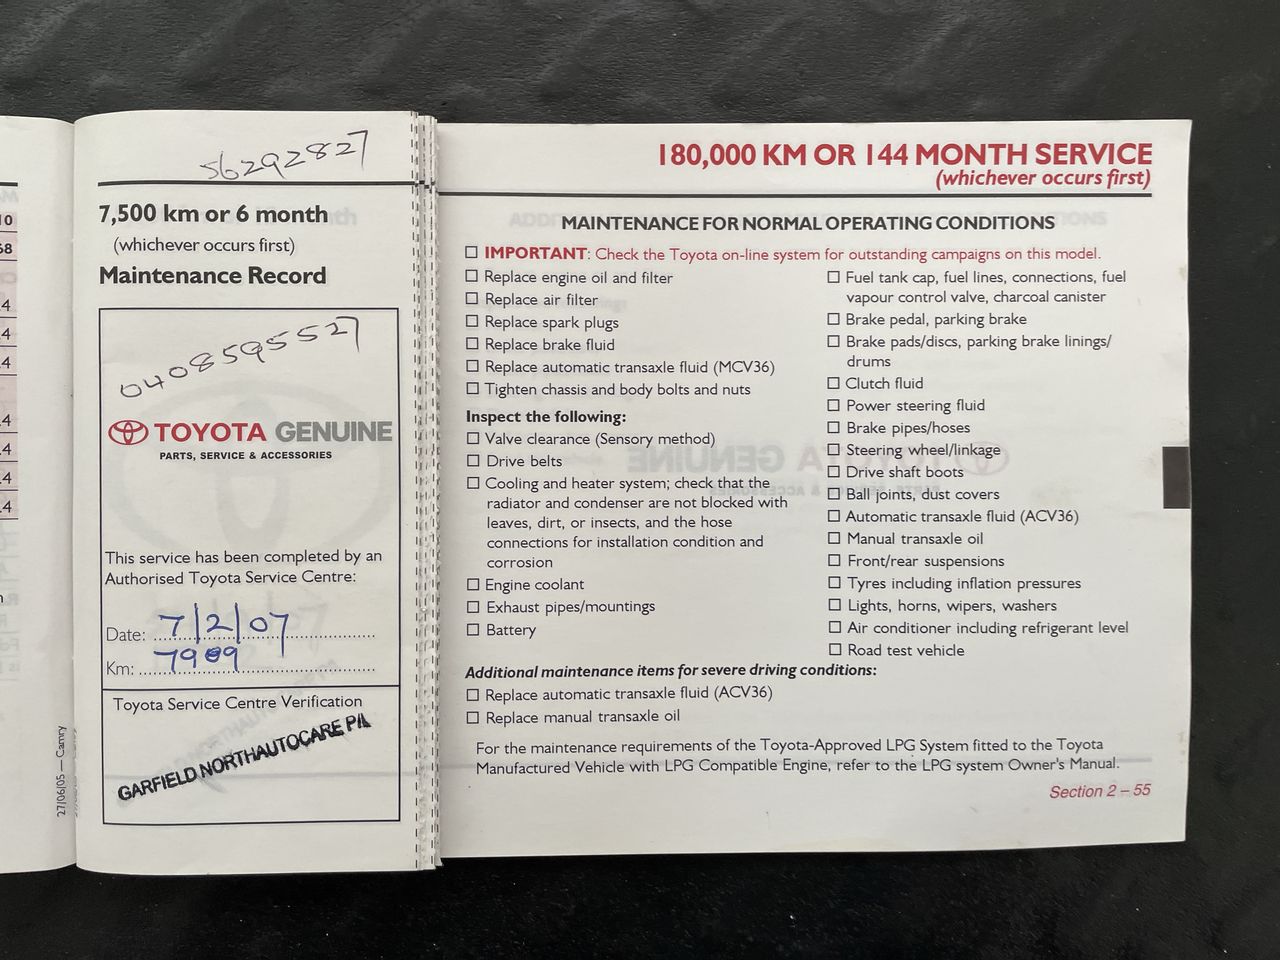 10
68
.4
.4
.4
.4
.4
.4
.4
27/06/05 — Camry
56292827
7,500 km or 6 month
(whichever occurs first)
Maintenance Record
0408595527
TOYOTA GENUINE
PARTS, SERVICE & ACCESSORIES
This service has been completed by an
Authorised Toyota Service Centre:
Date: 7/2/07
Km: 7909
Toyota Service Centre Verification
GARFIELD NORTH AUTOCARE P/L
180,000 KM OR 144 MONTH SERVICE
(whichever occurs first)
MAINTENANCE FOR NORMAL OPERATING CONDITIONS
IMPORTANT: Check the Toyota on-line system for outstanding campaigns on this model.
Replace engine oil and filter
Replace air filter
Replace spark plugs
Replace brake fluid
Replace automatic transaxle fluid (MCV36)
Tighten chassis and body bolts and nuts
Inspect the following:
Valve clearance (Sensory method)
Drive belts
Cooling and heater system; check that the
radiator and condenser are not blocked with
leaves, dirt, or insects, and the hose
connections for installation condition and
corrosion
Engine coolant
Exhaust pipes/mountings
Battery
Fuel tank cap, fuel lines, connections, fuel
vapour control valve, charcoal canister
Brake pedal, parking brake
Brake pads/discs, parking brake linings/
drums
Clutch fluid
Power steering fluid
Brake pipes/hoses
Steering wheel/linkage
Drive shaft boots
Ball joints, dust covers
Automatic transaxle fluid (ACV36)
Manual transaxle oil
Front/rear suspensions
Tyres including inflation pressures
Lights, horns, wipers, washers
Air conditioner including refrigerant level
Road test vehicle
Additional maintenance items for severe driving conditions:
Replace automatic transaxle fluid (ACV36)
Replace manual transaxle oil
For the maintenance requirements of the Toyota-Approved LPG System fitted to the Toyota
Manufactured Vehicle with LPG Compatible Engine, refer to the LPG system Owner's Manual.
Section 2 – 55